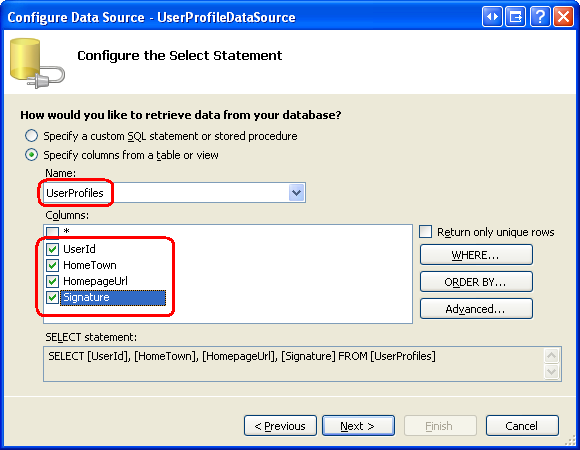 Configure Data Source - UserProfileDataSource
Configure the Select Statement
How would you like to retrieve data from your database?
Specify a custom SQL statement or stored procedure
Specify columns from a table or view
Name:
UserProfiles
Columns:
*
Return only unique rows
UserId
HomeTown
WHERE...
HomepageUrl
ORDER BY...
Signature
Advanced...
SELECT statement:
SELECT [UserId], [HomeTown], [HomepageUrl], [Signature] FROM [UserProfiles]
< Previous
Next >
Finish
Cancel